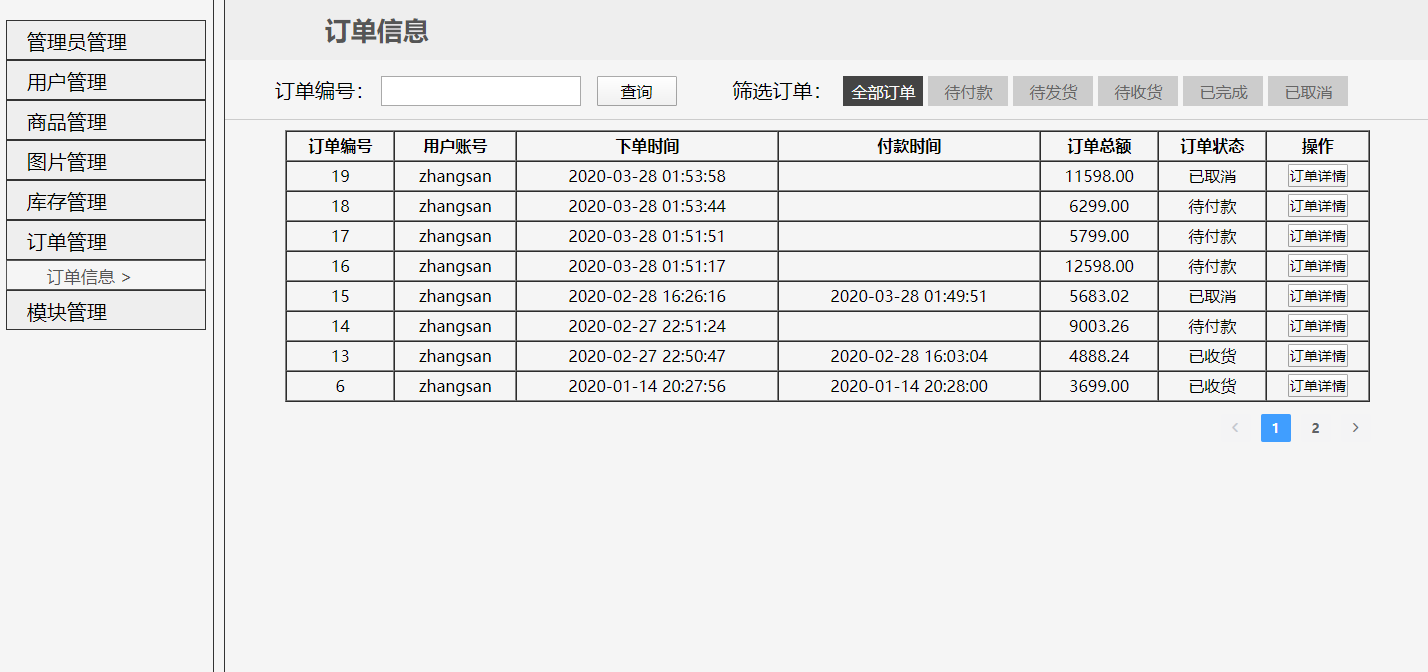 管理员管理
用户管理
商品管理
图片管理
库存管理
订单管理
订单信息 >
模块管理
订单信息
订单编号： 查询 筛选订单： 全部订单 待付款 待发货 待收货 已完成 已取消
订单编号 用户账号 下单时间 付款时间 订单总额 订单状态 操作
19 zhangsan 2020-03-28 01:53:58 11598.00 已取消 订单详情
18 zhangsan 2020-03-28 01:53:44 6299.00 待付款 订单详情
17 zhangsan 2020-03-28 01:51:51 5799.00 待付款 订单详情
16 zhangsan 2020-03-28 01:51:17 12598.00 待付款 订单详情
15 zhangsan 2020-02-28 16:26:16 2020-03-28 01:49:51 5683.02 已取消 订单详情
14 zhangsan 2020-02-27 22:51:24 9003.26 待付款 订单详情
13 zhangsan 2020-02-27 22:50:47 2020-02-28 16:03:04 4888.24 已收货 订单详情
6 zhangsan 2020-01-14 20:27:56 2020-01-14 20:28:00 3699.00 已收货 订单详情
< 1 2 >